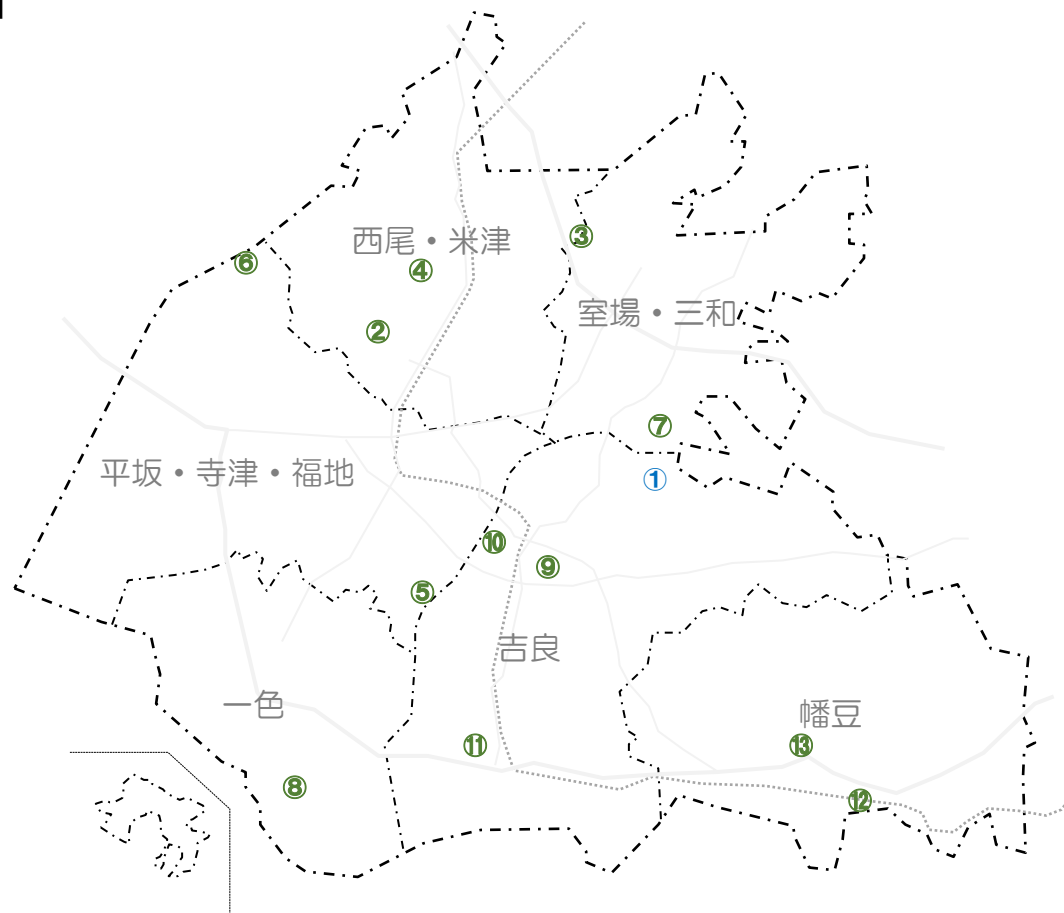 ③
西尾・米津
⑥
④
室場・三和
②
⑦
平坂・寺津・福地
①
⑩
⑨
⑤
吉良
一色
幡豆
⑪
⑬
⑧
⑫